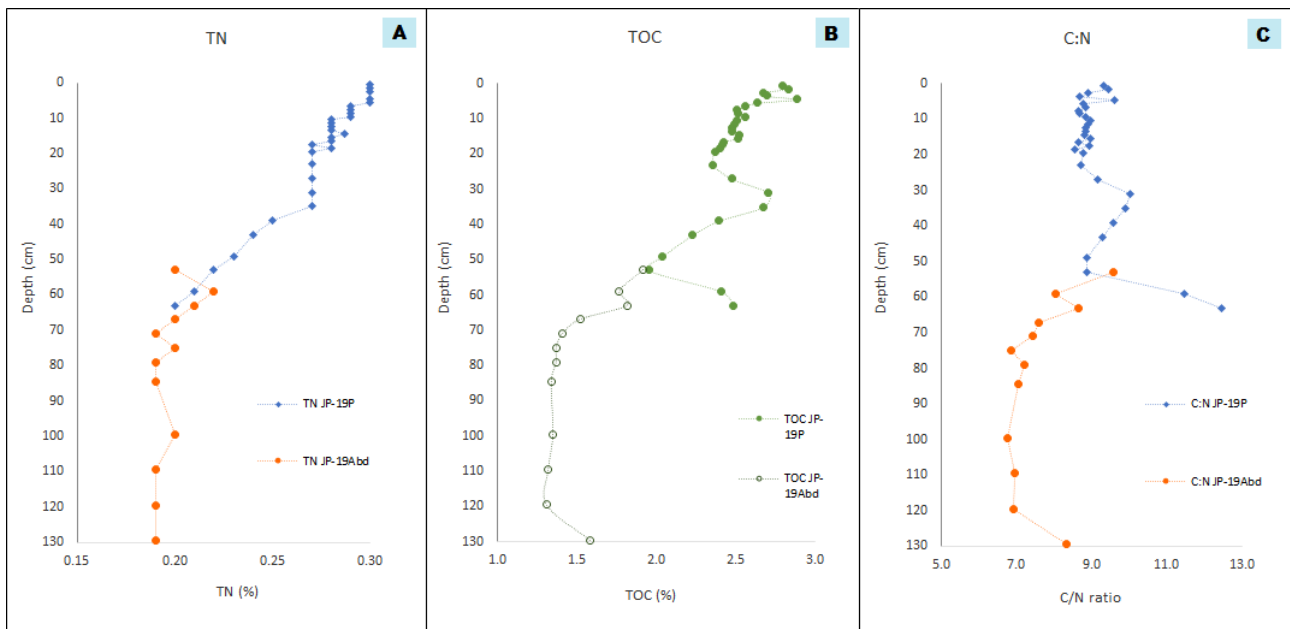 TN
A
0
10
20
30
40
50
60
70
80
90
100
110
120
130
Depth (cm)
0.15
0.20
0.25
0.30
TN (%)
TN JP-19P
TN JP-19Abd
TOC
B
0
10
20
30
40
50
60
70
80
90
100
110
120
130
Depth (cm)
1.0
1.5
2.0
2.5
3.0
TOC (%)
TOC JP-
19P
TOC JP-
19Abd
C:N
C
0
10
20
30
40
50
60
70
80
90
100
110
120
130
Depth (cm)
5.0
7.0
9.0
11.0
13.0
C/N ratio
C:N JP-19P
C:N JP-19Abd